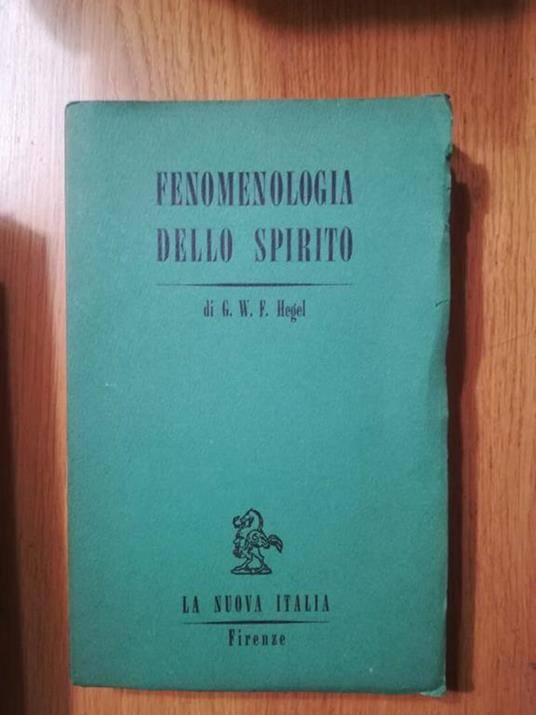 FENOMENOLOGIA
DELLO SPIRITO
di G. W. F. Hegel
LA NUOVA ITALIA
Firenze